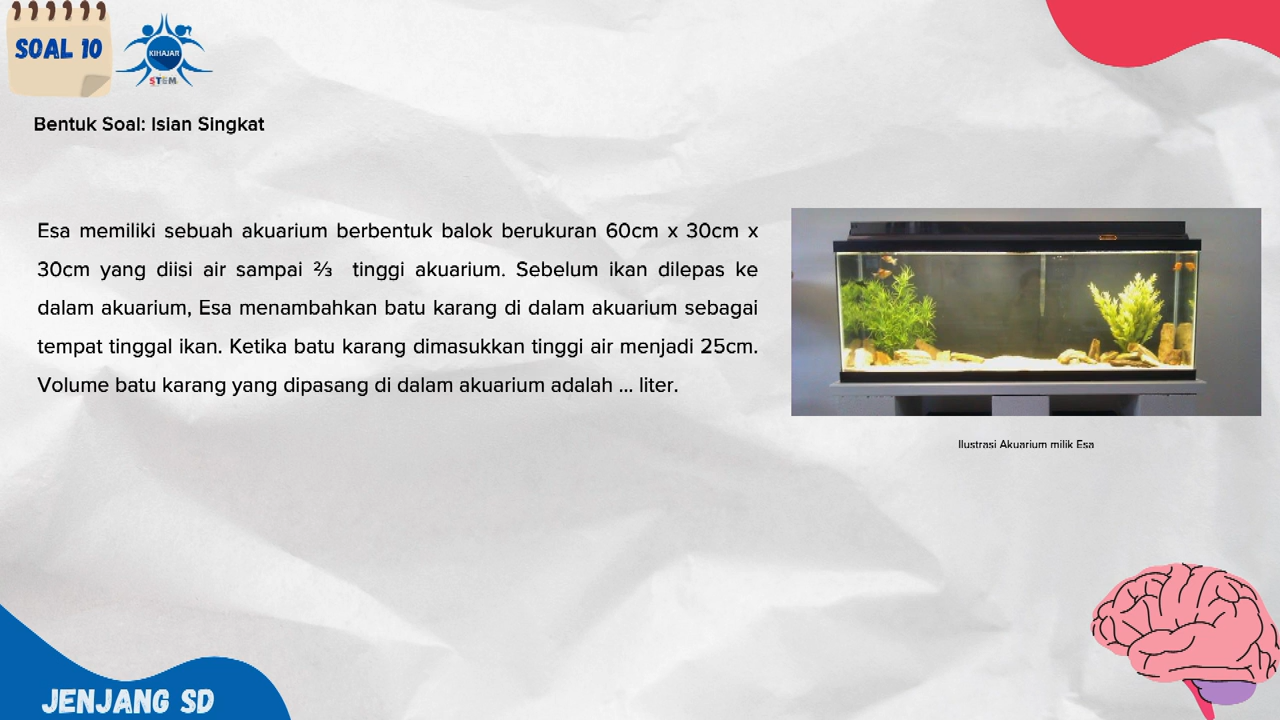 SOAL 10
KIHAJAR
STEM
Bentuk Soal: Isian Singkat
Esa memiliki sebuah akuarium berbentuk balok berukuran 60cm x 30cm x
30cm yang diisi air sampai ⅔ tinggi akuarium. Sebelum ikan dilepas ke
dalam akuarium, Esa menambahkan batu karang di dalam akuarium sebagai
tempat tinggal ikan. Ketika batu karang dimasukkan tinggi air menjadi 25cm.
Volume batu karang yang dipasang di dalam akuarium adalah ... liter.
Ilustrasi Akuarium milik Esa
JENJANG SD